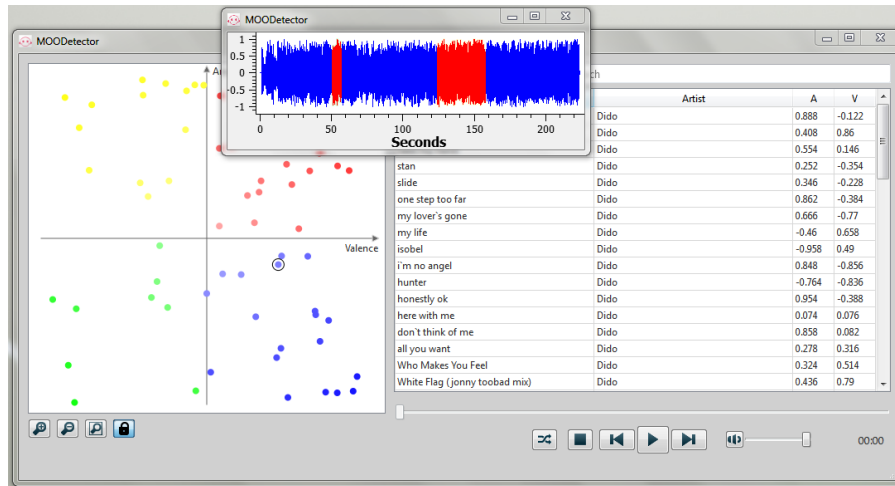 MOODetector
MOODetector
1
0.5
0
-0.5
-1
0 50 100 150 200
Seconds
Valence
Artist A V
Dido 0.888 -0.122
Dido 0.408 0.86
Dido 0.554 0.146
stan Dido 0.252 -0.354
slide Dido 0.346 -0.228
one step too far Dido 0.862 -0.384
my lover's gone Dido 0.666 -0.77
my life Dido -0.46 0.658
isobel Dido -0.958 0.49
i'm no angel Dido 0.848 -0.856
hunter Dido -0.764 -0.836
honestly ok Dido 0.954 -0.388
here with me Dido 0.074 0.076
don`t think of me Dido 0.858 0.082
all you want Dido 0.278 0.316
Who Makes You Feel Dido 0.324 0.514
White Flag (jonny toobad mix) Dido 0.436 0.79
00:00